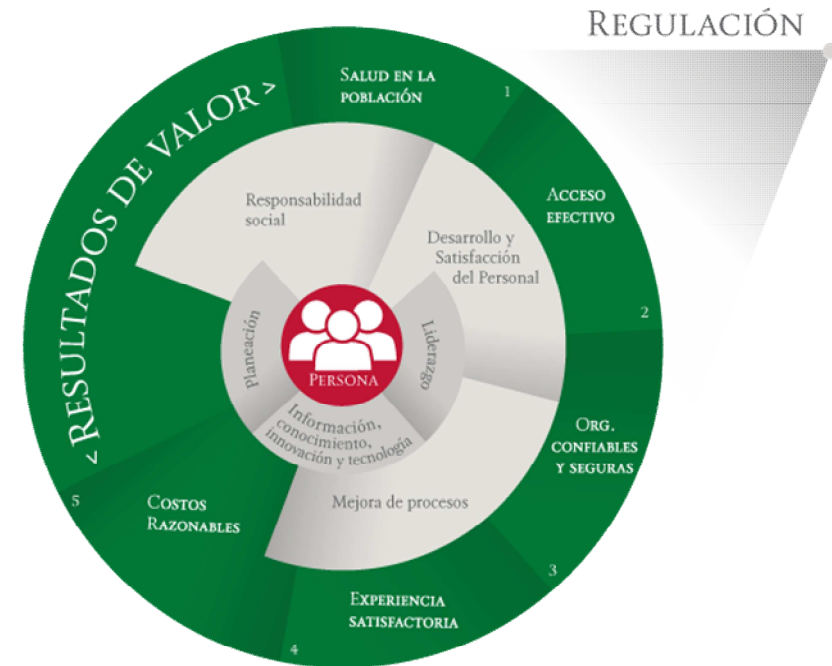 REGULACIÓN
< RESULTADOS DE VALOR >
SALUD EN LA
POBLACIÓN
1
ACCESO
EFECTIVO
2
ORG.
CONFIABLES
Y SEGURAS
3
EXPERIENCIA
SATISFACTORIA
4
COSTOS
RAZONABLES
5
Responsabilidad
social
Desarrollo y
Satisfacción
del Personal
Mejora de procesos
Planeación
Liderazgo
Información,
conocimiento,
innovación y tecnología
PERSONA